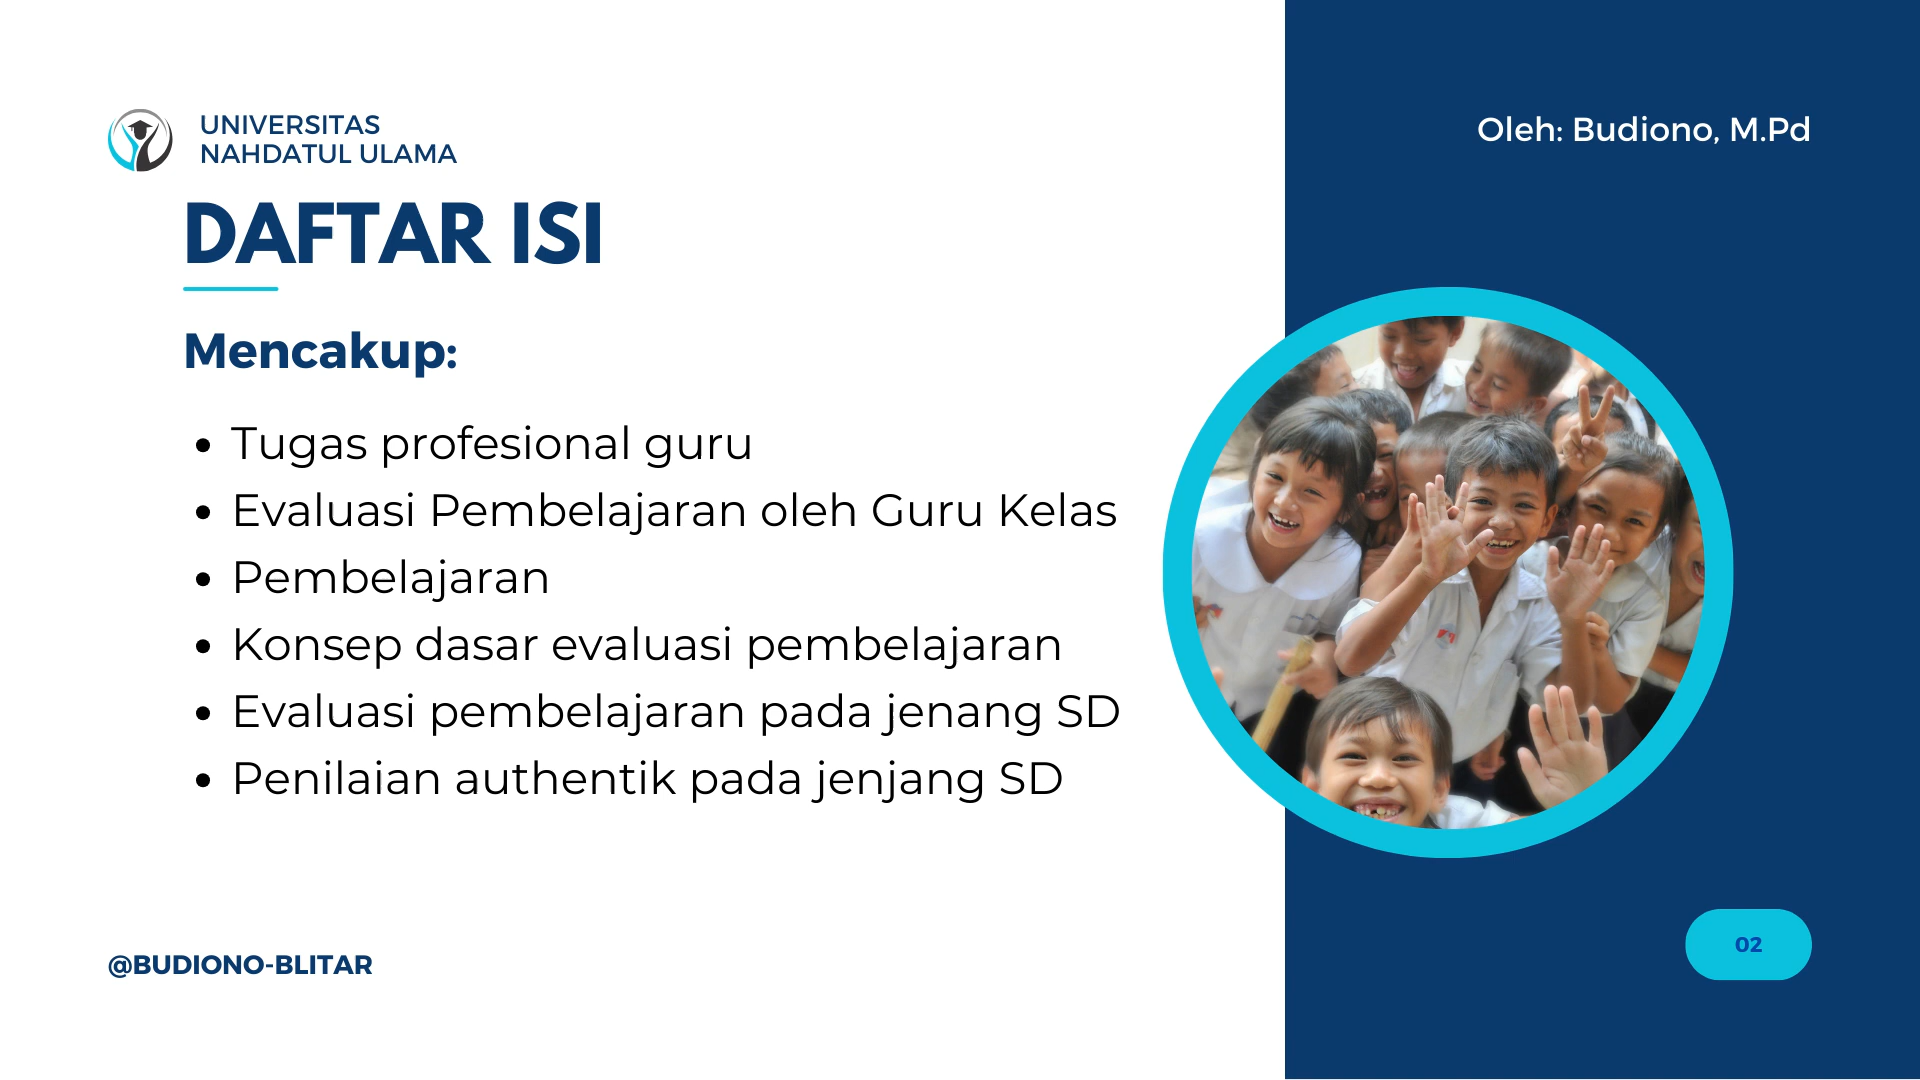 UNIVERSITAS
NAHDATUL ULAMA
Oleh: Budiono, M.Pd
DAFTAR ISI
Mencakup:
• Tugas profesional guru
• Evaluasi Pembelajaran oleh Guru Kelas
• Pembelajaran
• Konsep dasar evaluasi pembelajaran
• Evaluasi pembelajaran pada jenang SD
• Penilaian authentik pada jenjang SD
@BUDIONO-BLITAR
02